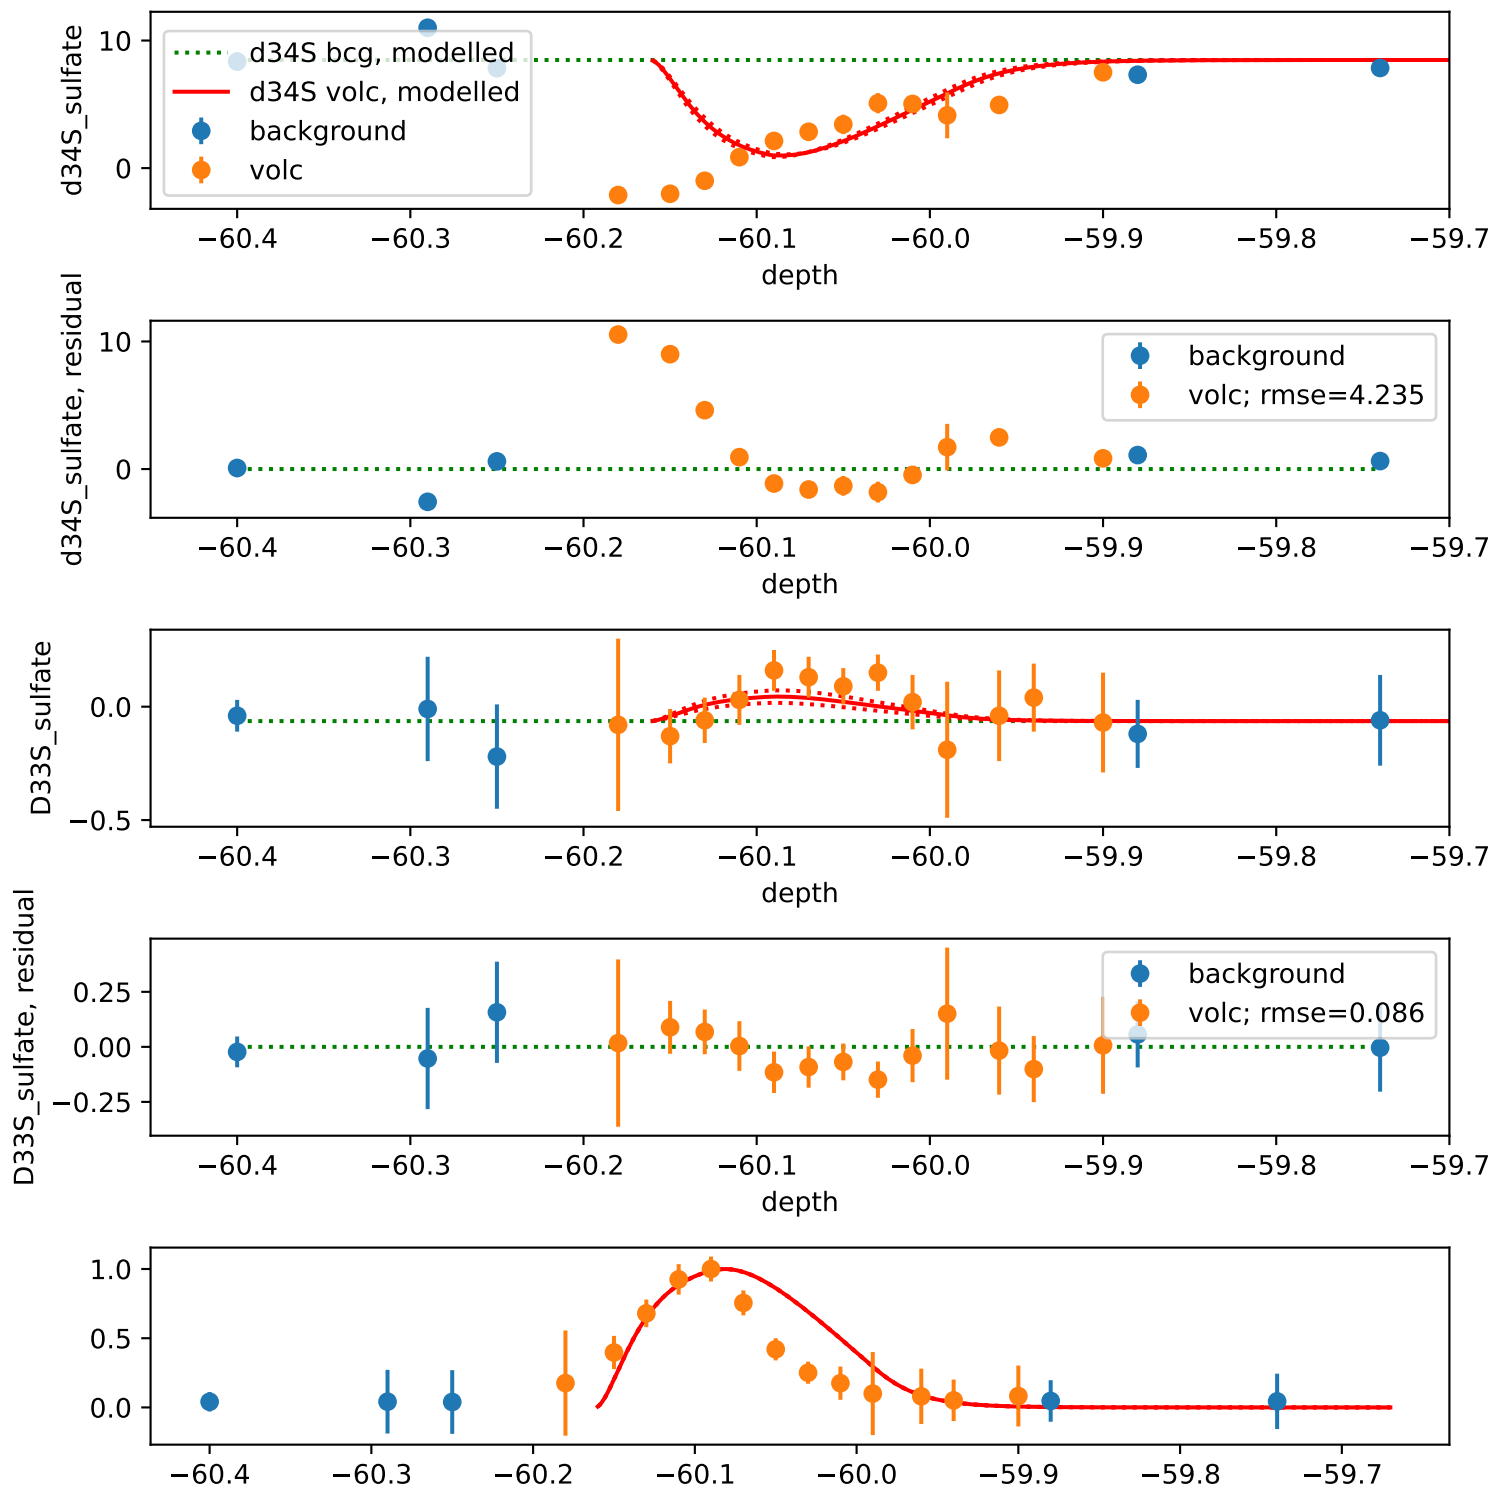 d34S_sulfate
10
0
d34S bcg, modelled
d34S volc, modelled
background
volc
−60.4 −60.3 −60.2 −60.1 −60.0 −59.9 −59.8 −59.7
depth
d34S_sulfate, residual
10
0
background
volc; rmse=4.235
−60.4 −60.3 −60.2 −60.1 −60.0 −59.9 −59.8 −59.7
depth
D33S_sulfate
0.0
−0.5
−60.4 −60.3 −60.2 −60.1 −60.0 −59.9 −59.8 −59.7
depth
D33S_sulfate, residual
0.25
0.00
−0.25
background
volc; rmse=0.086
−60.4 −60.3 −60.2 −60.1 −60.0 −59.9 −59.8 −59.7
depth
1.0
0.5
0.0
−60.4 −60.3 −60.2 −60.1 −60.0 −59.9 −59.8 −59.7